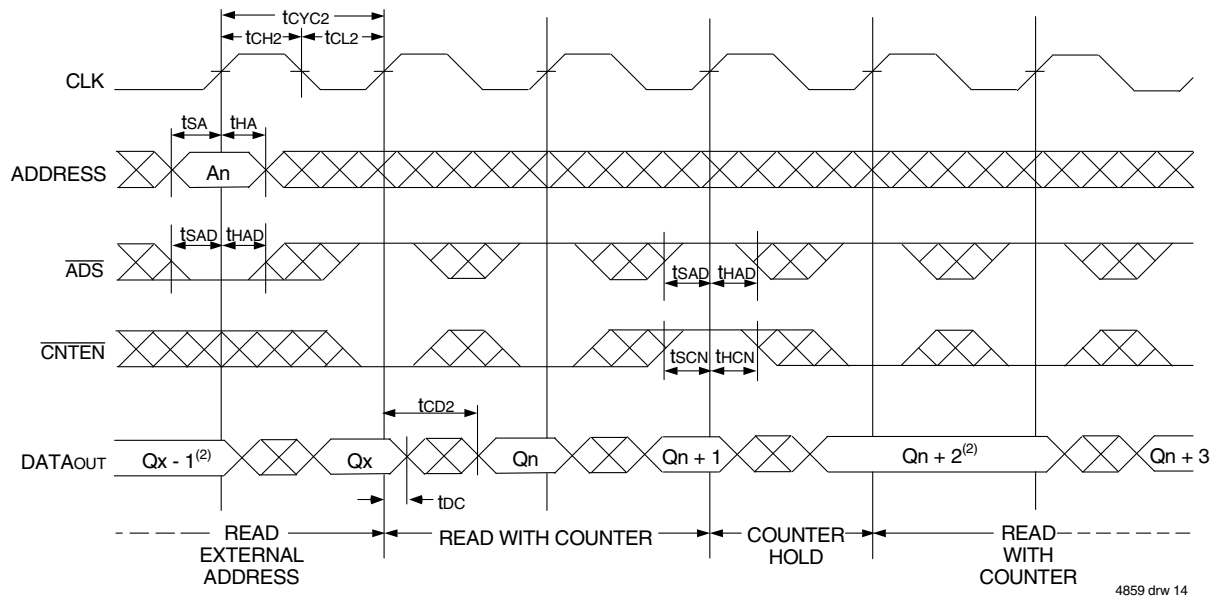 tCYC2
tCH2 tCL2
CLK
tSA tHA
ADDRESS An
tSAD tHAD
ADS
tSAD tHAD
CNTEN
tSCN tHCN
tCD2
DATAOUT Qx - 1(2) Qx Qn Qn + 1 Qn + 2(2) Qn + 3
tDC
READ EXTERNAL ADDRESS
READ WITH COUNTER
COUNTER HOLD
READ WITH COUNTER
4859 drw 14